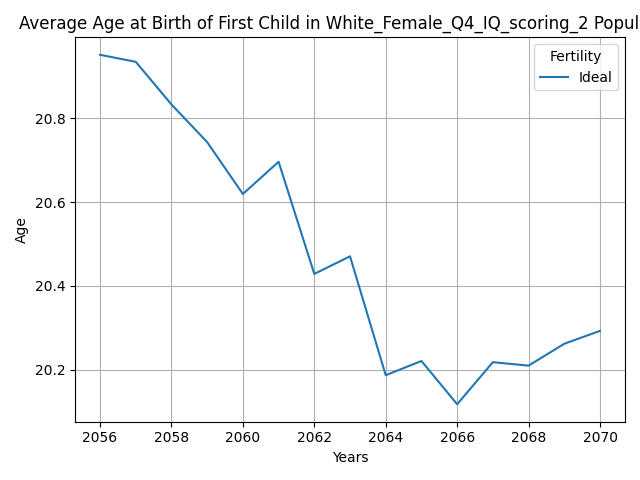 Average Age at Birth of First Child in White_Female_Q4_IQ_scoring_2 Popul
Fertility
Ideal
Age
20.8
20.6
20.4
20.2
2056 2058 2060 2062 2064 2066 2068 2070
Years